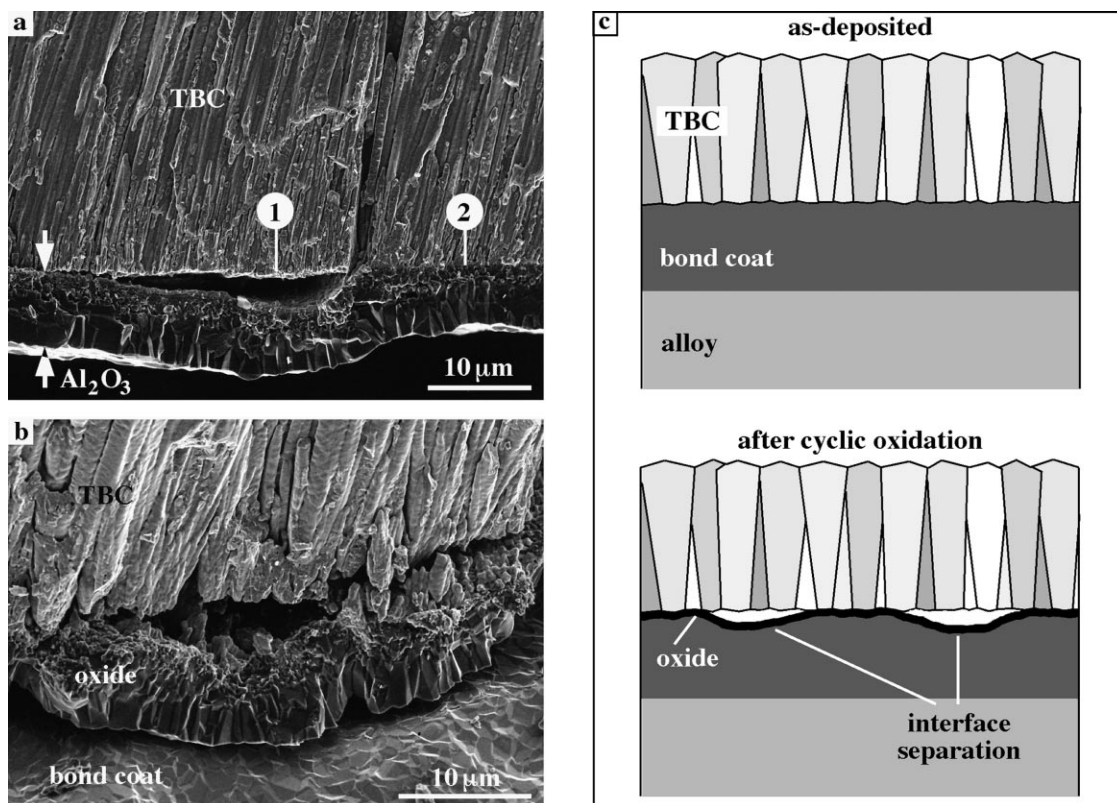 a
TBC
1
2
Al₂O₃
10 μm
b
TBC
oxide
bond coat
10 μm
c
as-deposited
TBC
bond coat
alloy
after cyclic oxidation
oxide
interface
separation